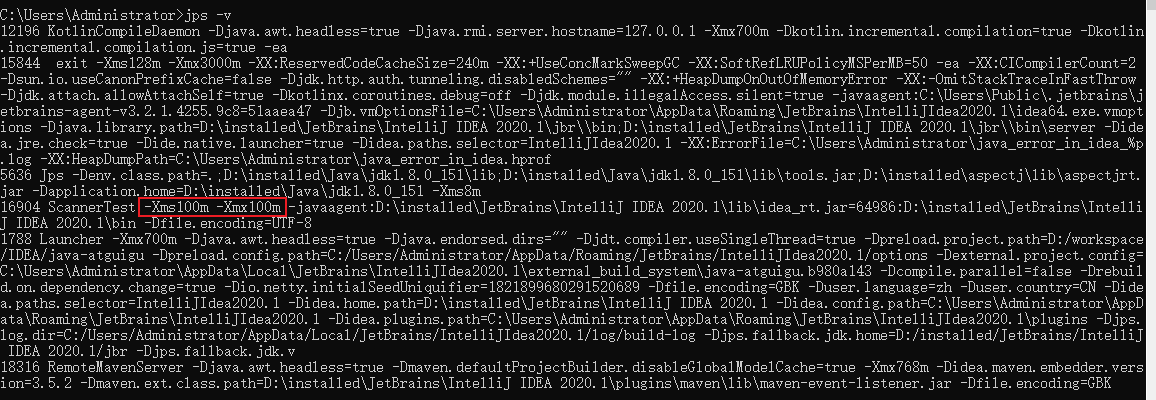 C:\Users\Administrator>jps -v
12196 KotlinCompileDaemon -Djava.awt.headless=true -Djava.rmi.server.hostname=127.0.0.1 -Xmx700m -Dkotlin.incremental.compilation=true -Dkotlin
.incremental.compilation.js=true -ea
15844  exit -Xms128m -Xmx3000m -XX:ReservedCodeCacheSize=240m -XX:+UseConcMarkSweepGC -XX:SoftRefLRUPolicyMSPerMB=50 -ea -XX:CICompilerCount=2
-Dsun.io.useCanonPrefixCache=false -Djdk.http.auth.tunneling.disabledSchemes="" -XX:+HeapDumpOnOutOfMemoryError -XX:-OmitStackTraceInFastThrow
-Djdk.attach.allowAttachSelf=true -Dkotlinx.coroutines.debug=off -Djdk.module.illegalAccess.silent=true -javaagent:C:\Users\Public\.jetbrains\j
etbrains-agent-v3.2.1.4255.9c8=51aaea47 -Djb.vmOptionsFile=C:\Users\Administrator\AppData\Roaming\JetBrains\IntelliJIdea2020.1\idea64.exe.vmopt
ions -Djava.library.path=D:\installed\JetBrains\IntelliJ IDEA 2020.1\jbr\\bin;D:\installed\JetBrains\IntelliJ IDEA 2020.1\jbr\\bin\server -Dide
a.jre.check=true -Dide.native.launcher=true -Didea.paths.selector=IntelliJIdea2020.1 -XX:ErrorFile=C:\Users\Administrator\java_error_in_idea_%p
.log -XX:HeapDumpPath=C:\Users\Administrator\java_error_in_idea.hprof
5636 Jps -Denv.class.path=.;D:\installed\Java\jdk1.8.0_151\lib;D:\installed\Java\jdk1.8.0_151\lib\tools.jar;D:\installed\aspectj\lib\aspectjrt.
jar -Dapplication.home=D:\installed\Java\jdk1.8.0_151 -Xms8m
16904 ScannerTest -Xms100m -Xmx100m -javaagent:D:\installed\JetBrains\IntelliJ IDEA 2020.1\lib\idea_rt.jar=64986:D:\installed\JetBrains\Intelli
J IDEA 2020.1\bin -Dfile.encoding=UTF-8
1788 Launcher -Xmx700m -Djava.awt.headless=true -Djava.endorsed.dirs="" -Djdt.compiler.useSingleThread=true -Dpreload.project.path=D:/workspace
/IDEA/java-atguigu -Dpreload.config.path=C:/Users/Administrator/AppData/Roaming/JetBrains/IntelliJIdea2020.1/options -Dexternal.project.config=
C:\Users\Administrator\AppData\Local\JetBrains\IntelliJIdea2020.1\external_build_system\java-atguigu.b980a143 -Dcompile.parallel=false -Drebuil
d.on.dependency.change=true -Dio.netty.initialSeedUniquifier=1821899680291520689 -Dfile.encoding=GBK -Duser.language=zh -Duser.country=CN -Dide
a.paths.selector=IntelliJIdea2020.1 -Didea.home.path=D:\installed\JetBrains\IntelliJ IDEA 2020.1 -Didea.config.path=C:\Users\Administrator\AppD
ata\Roaming\JetBrains\IntelliJIdea2020.1 -Didea.plugins.path=C:\Users\Administrator\AppData\Roaming\JetBrains\IntelliJIdea2020.1\plugins -Djps.
log.dir=C:/Users/Administrator/AppData/Local/JetBrains/IntelliJIdea2020.1/log/build-log -Djps.fallback.jdk.home=D:/installed/JetBrains/IntelliJ
 IDEA 2020.1/jbr -Djps.fallback.jdk.v
18316 RemoteMavenServer -Djava.awt.headless=true -Dmaven.defaultProjectBuilder.disableGlobalModelCache=true -Xmx768m -Didea.maven.embedder.vers
ion=3.5.2 -Dmaven.ext.class.path=D:\installed\JetBrains\IntelliJ IDEA 2020.1\plugins\maven\lib\maven-event-listener.jar -Dfile.encoding=GBK